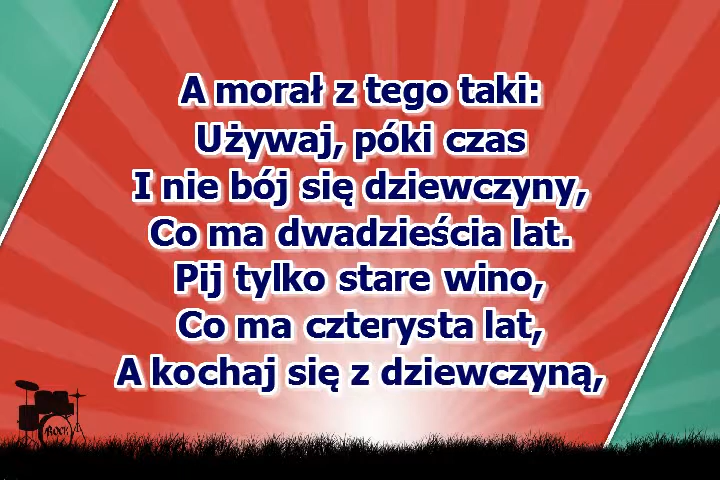 A morał z tego taki:
Używaj, póki czas
I nie bój się dziewczyny,
Co ma dwadzieścia lat.
Pij tylko stare wino,
Co ma czterysta lat,
A kochaj się z dziewczyną,
ROCK